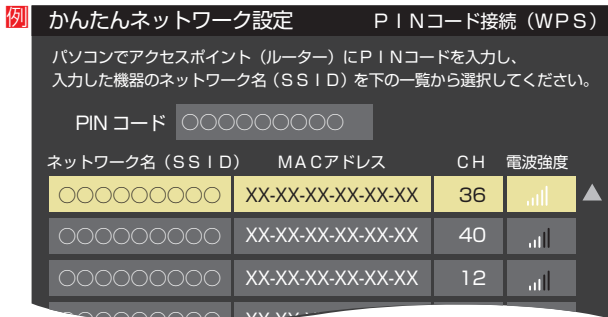 例 かんたんネットワーク設定 ＰＩＮコード接続（ＷＰＳ）
パソコンでアクセスポイント（ルーター）にＰＩＮコードを入力し、
入力した機器のネットワーク名（ＳＳＩＤ）を下の一覧から選択してください。
PIN コード 〇〇〇〇〇〇〇〇〇
ネットワーク名（ＳＳＩＤ） ＭＡＣアドレス ＣＨ 電波強度
〇〇〇〇〇〇〇〇〇 XX-XX-XX-XX-XX-XX 36
〇〇〇〇〇〇〇〇〇 XX-XX-XX-XX-XX-XX 40
〇〇〇〇〇〇〇〇〇 XX-XX-XX-XX-XX-XX 12